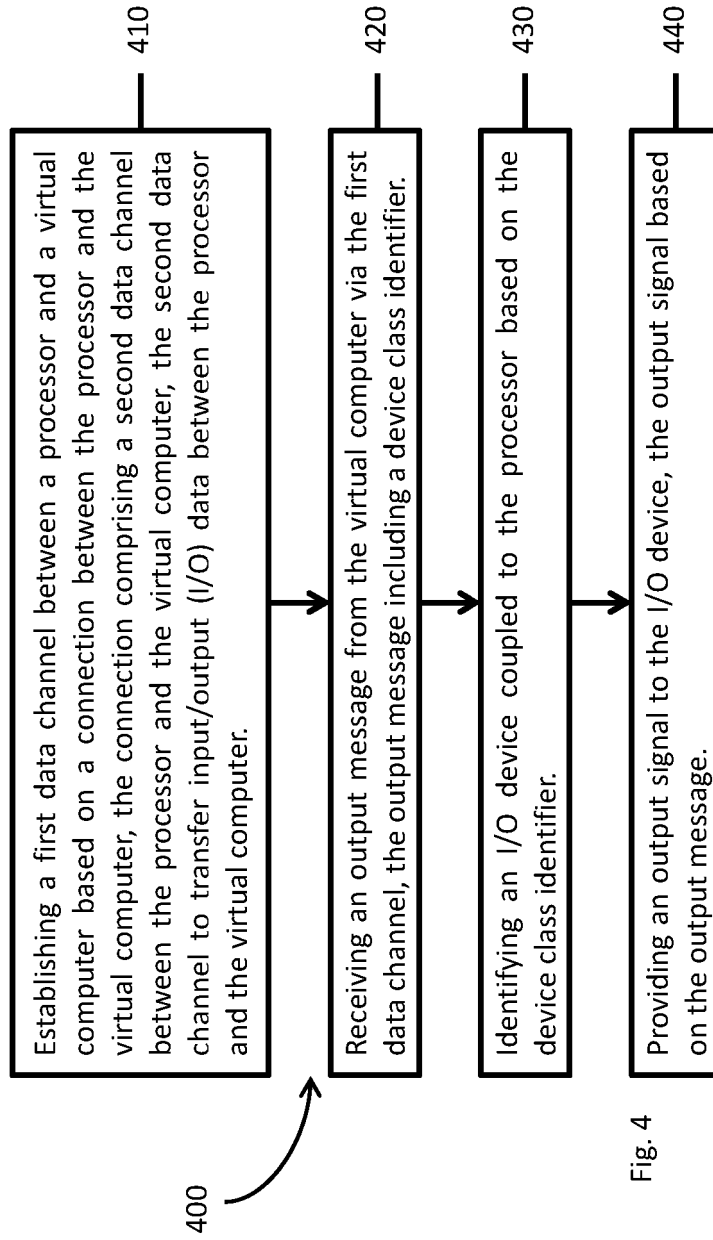 400
Establishing a first data channel between a processor and a virtual
computer based on a connection between the processor and the
virtual computer, the connection comprising a second data channel
between the processor and the virtual computer, the second data
channel to transfer input/output (I/O) data between the processor
and the virtual computer.
410
Receiving an output message from the virtual computer via the first
data channel, the output message including a device class identifier.
420
Identifying an I/O device coupled to the processor based on the
device class identifier.
430
Providing an output signal to the I/O device, the output signal based
on the output message.
440
Fig. 4